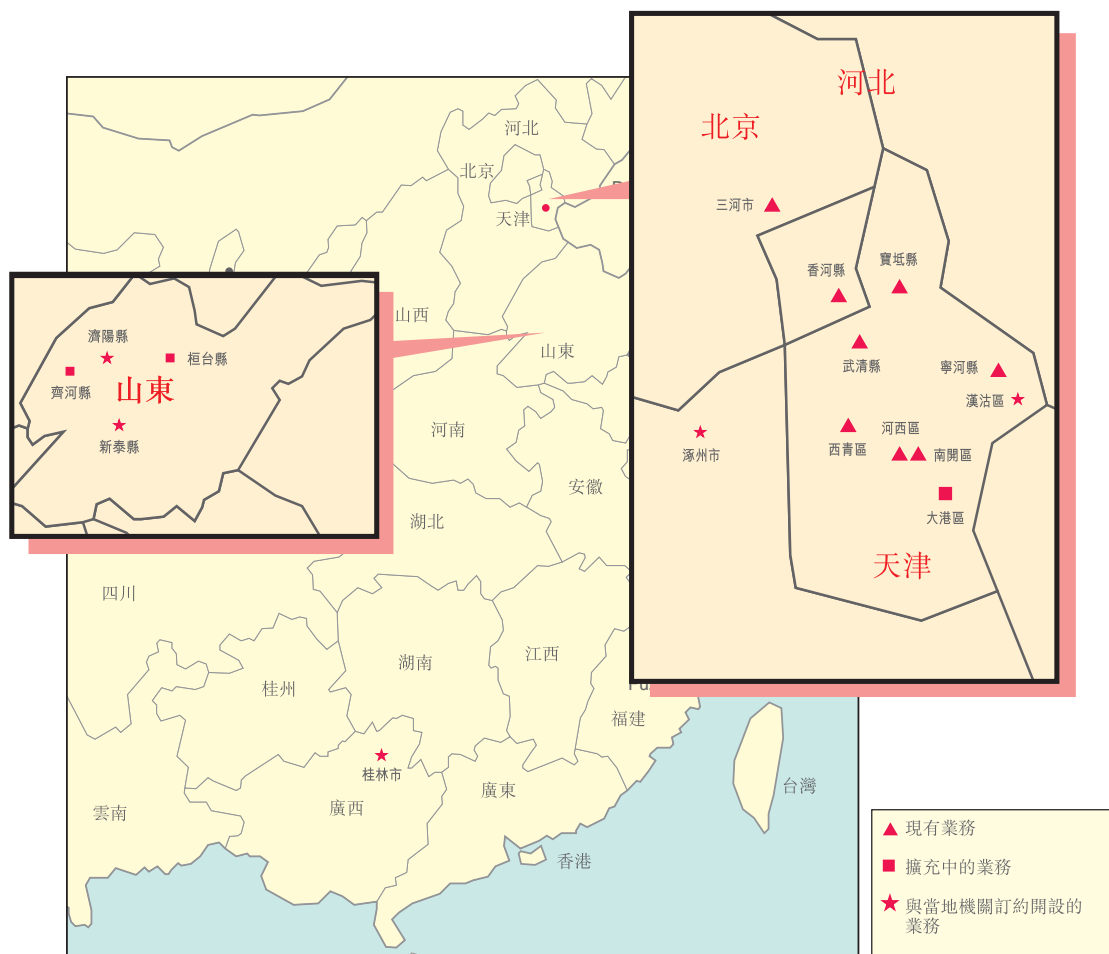 河北
北京
三河市
香河縣
寶坻縣
武清縣
寧河縣
漢沽區
涿州市
西青區
河西區
南開區
大港區
天津
河北
北京
天津
山西
山東
河南
安徽
湖北
四川
湖南
江西
桂州
福建
桂林市
廣西
廣東
雲南
香港
台灣
濟陽縣
桓台縣
齊河縣
山東
新泰縣
現有業務
擴充中的業務
與當地機關訂約開設的
業務